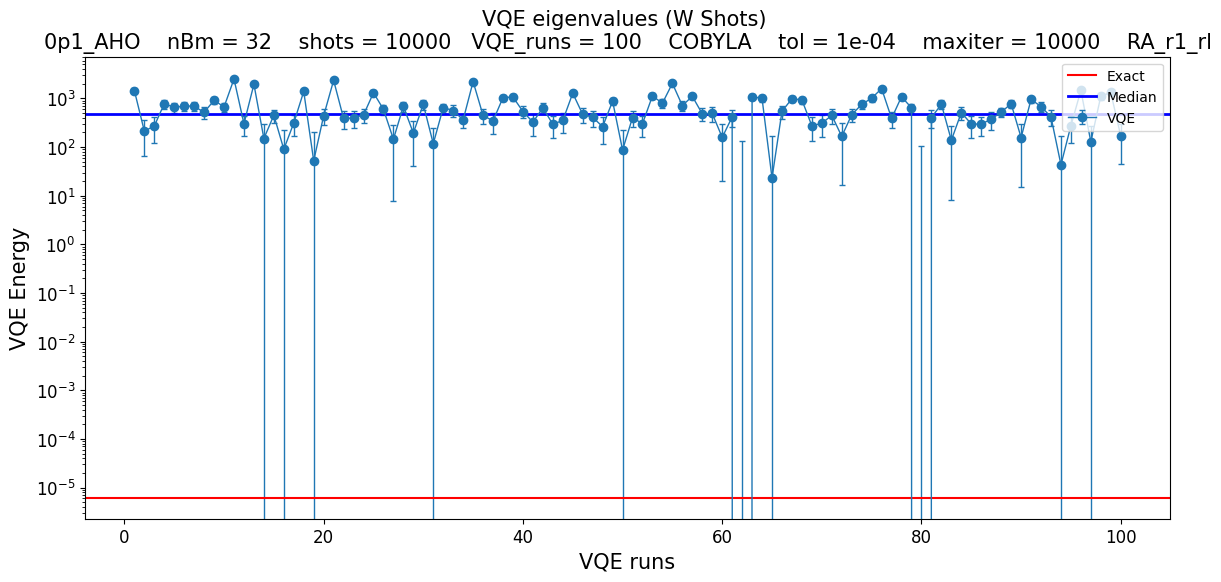 VQE eigenvalues (W Shots)
0p1_AHO nBm = 32 shots = 10000 VQE_runs = 100 COBYLA tol = 1e-04 maxiter = 10000
Exact
Median
VQE
VQE Energy
10³
10²
10¹
10⁰
10⁻¹
10⁻²
10⁻³
10⁻⁴
10⁻⁵
0 20 40 60 80 100
VQE runs